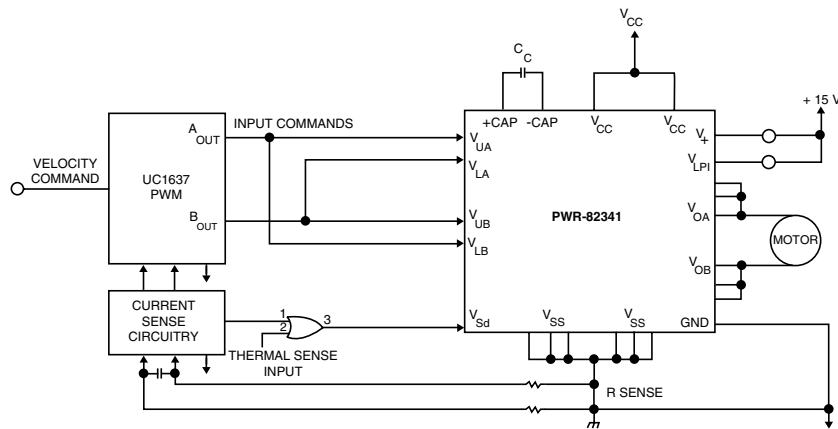 V CC
C C
+ 15 V
+CAP
-CAP
V CC
V CC
V +
A OUT
INPUT COMMANDS
V UA
V LPI
VELOCITY COMMAND
UC1637
PWM
V LA
V OA
B OUT
V UB
PWR-82341
MOTOR
V LB
V OB
CURRENT
SENSE
CIRCUITRY
1
2
3
V Sd
V SS
V SS
GND
THERMAL SENSE
INPUT
R SENSE